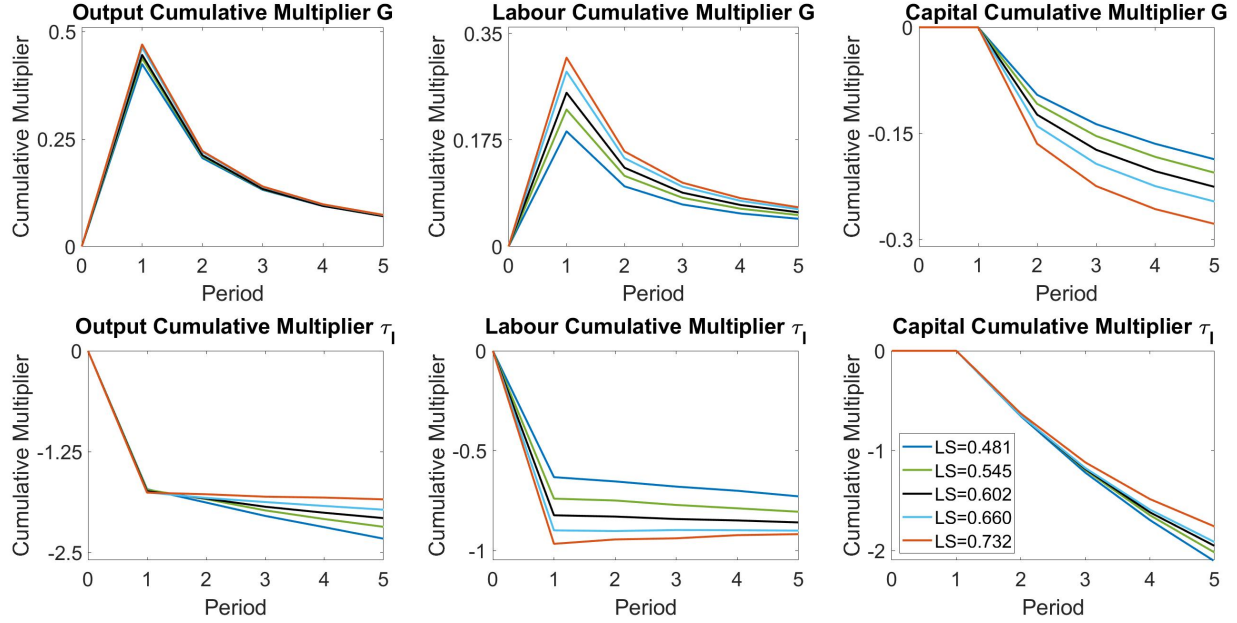 Output Cumulative Multiplier G
Cumulative Multiplier
0.5
0.25
0
0 1 2 3 4 5
Period
Labour Cumulative Multiplier G
Cumulative Multiplier
0.35
0.175
0
0 1 2 3 4 5
Period
Capital Cumulative Multiplier G
Cumulative Multiplier
0
-0.15
-0.3
0 1 2 3 4 5
Period
Output Cumulative Multiplier τl
Cumulative Multiplier
0
-1.25
-2.5
0 1 2 3 4 5
Period
Labour Cumulative Multiplier τl
Cumulative Multiplier
0
-0.5
-1
0 1 2 3 4 5
Period
Capital Cumulative Multiplier τl
Cumulative Multiplier
0
-1
-2
LS=0.481
LS=0.545
LS=0.602
LS=0.660
LS=0.732
0 1 2 3 4 5
Period